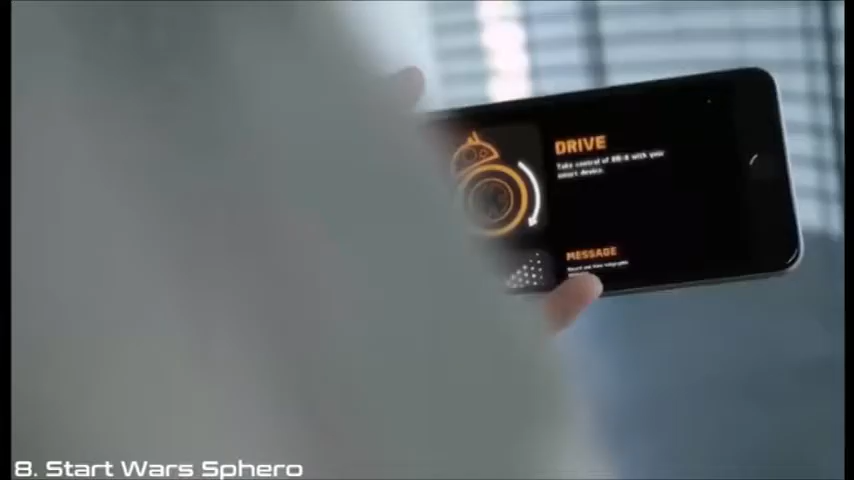 DRIVE
Take control of BB-8 with your
smart device.
MESSAGE
8. Start Wars Sphero